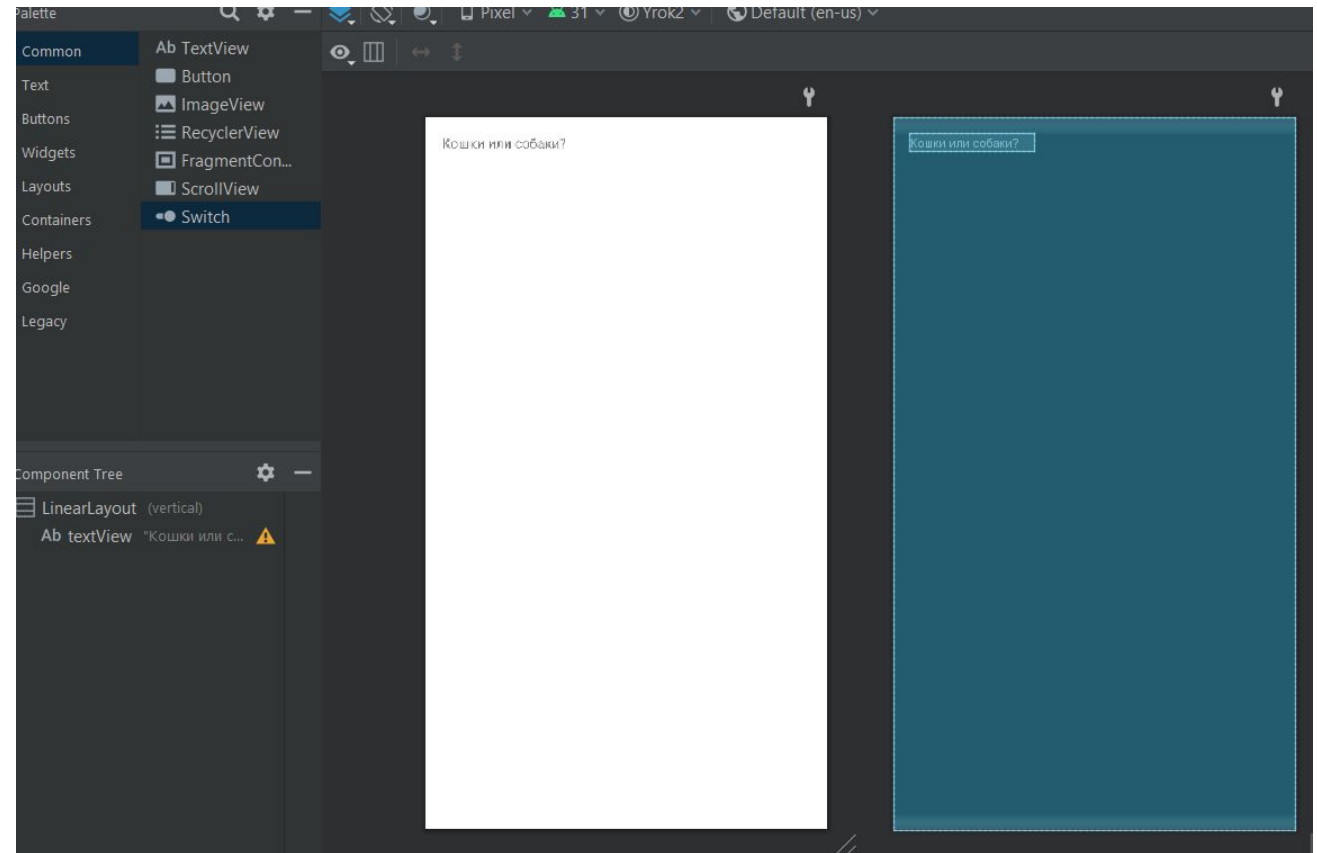 Palette
Pixel 31 Yrok2 Default (en-us)
Common
Text
Buttons
Widgets
Layouts
Containers
Helpers
Google
Legacy
Ab TextView
Button
ImageView
RecyclerView
FragmentCon...
ScrollView
Switch
Component Tree
LinearLayout (vertical)
Ab textView "Кошки или с...
Кошки или собаки?
Кошки или собаки?